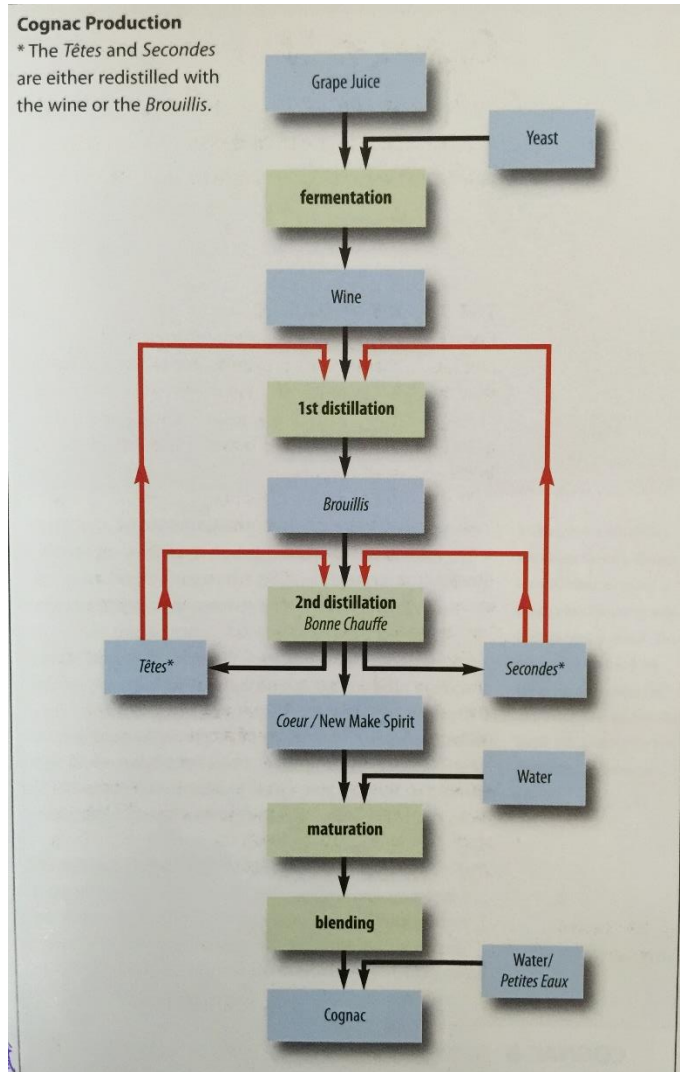 Cognac Production
* The Têtes and Secondes
are either redistilled with
the wine or the Brouillis.
Grape Juice
Yeast
fermentation
Wine
1st distillation
Brouillis
2nd distillation
Bonne Chauffe
Têtes*
Secondes*
Coeur / New Make Spirit
Water
maturation
blending
Water/
Petites Eaux
Cognac